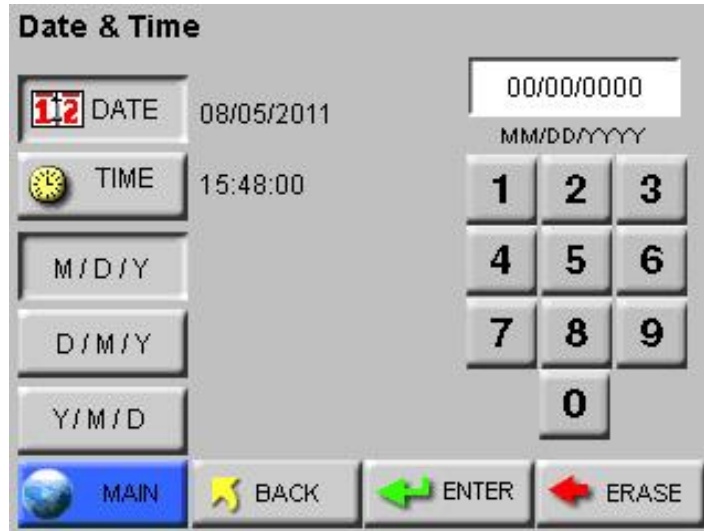 Date & Time
12 DATE 08/05/2011
00/00/0000
MM/DD/YYYY
TIME 15:48:00
1 2 3
M/D/Y
4 5 6
D/M/Y
7 8 9
Y/M/D
0
MAIN BACK ENTER ERASE